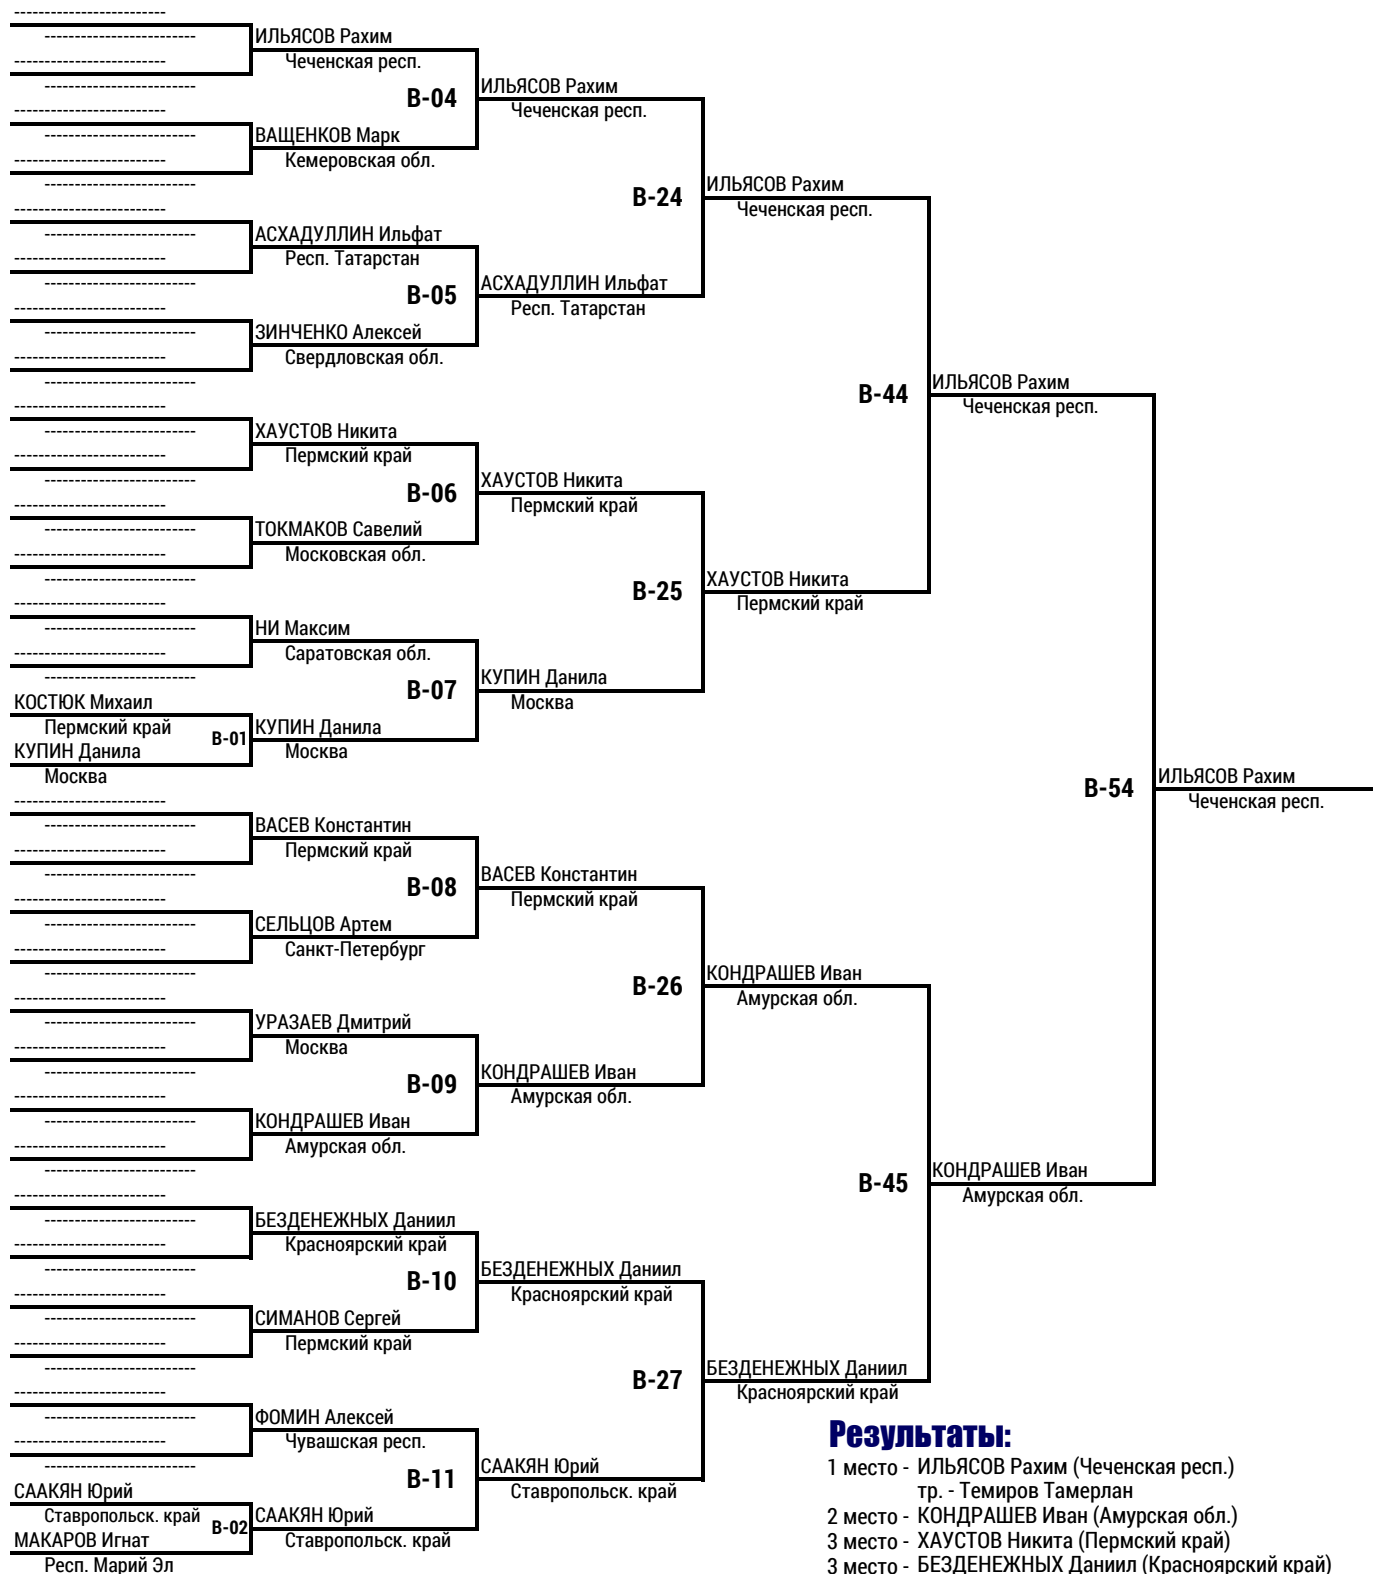 -------------------------
-------------------------
ИЛЬЯСОВ Рахим
Чеченская респ.
-------------------------
-------------------------
B-04
ИЛЬЯСОВ Рахим
Чеченская респ.
-------------------------
-------------------------
ВАЩЕНКОВ Марк
Кемеровская обл.
-------------------------
-------------------------
B-24
ИЛЬЯСОВ Рахим
Чеченская респ.
-------------------------
-------------------------
АСХАДУЛЛИН Ильфат
Респ. Татарстан
-------------------------
-------------------------
B-05
АСХАДУЛЛИН Ильфат
Респ. Татарстан
-------------------------
-------------------------
ЗИНЧЕНКО Алексей
Свердловская обл.
-------------------------
-------------------------
B-44
ИЛЬЯСОВ Рахим
Чеченская респ.
-------------------------
-------------------------
ХАУСТОВ Никита
Пермский край
-------------------------
-------------------------
B-06
ХАУСТОВ Никита
Пермский край
-------------------------
-------------------------
ТОКМАКОВ Савелий
Московская обл.
-------------------------
-------------------------
B-25
ХАУСТОВ Никита
Пермский край
-------------------------
-------------------------
НИ Максим
Саратовская обл.
-------------------------
-------------------------
B-07
КУПИН Данила
Москва
КОСТЮК Михаил
Пермский край
B-01
КУПИН Данила
Москва
КУПИН Данила
Москва
B-54
ИЛЬЯСОВ Рахим
Чеченская респ.
-------------------------
-------------------------
ВАСЕВ Константин
Пермский край
-------------------------
-------------------------
B-08
ВАСЕВ Константин
Пермский край
-------------------------
-------------------------
СЕЛЬЦОВ Артем
Санкт-Петербург
-------------------------
-------------------------
B-26
КОНДРАШЕВ Иван
Амурская обл.
-------------------------
-------------------------
УРАЗАЕВ Дмитрий
Москва
-------------------------
-------------------------
B-09
КОНДРАШЕВ Иван
Амурская обл.
-------------------------
-------------------------
КОНДРАШЕВ Иван
Амурская обл.
-------------------------
-------------------------
B-45
КОНДРАШЕВ Иван
Амурская обл.
-------------------------
-------------------------
БЕЗДЕНЕЖНЫХ Даниил
Красноярский край
-------------------------
-------------------------
B-10
БЕЗДЕНЕЖНЫХ Даниил
Красноярский край
-------------------------
-------------------------
СИМАНОВ Сергей
Пермский край
-------------------------
-------------------------
B-27
БЕЗДЕНЕЖНЫХ Даниил
Красноярский край
-------------------------
-------------------------
ФОМИН Алексей
Чувашская респ.
-------------------------
-------------------------
B-11
СААКЯН Юрий
Ставропольск. край
СААКЯН Юрий
Ставропольск. край
B-02
СААКЯН Юрий
Ставропольск. край
МАКАРОВ Игнат
Респ. Марий Эл
Результаты:
1 место - ИЛЬЯСОВ Рахим (Чеченская респ.)
тр. - Темиров Тамерлан
2 место - КОНДРАШЕВ Иван (Амурская обл.)
3 место - ХАУСТОВ Никита (Пермский край)
3 место - БЕЗДЕНЕЖНЫХ Даниил (Красноярский край)